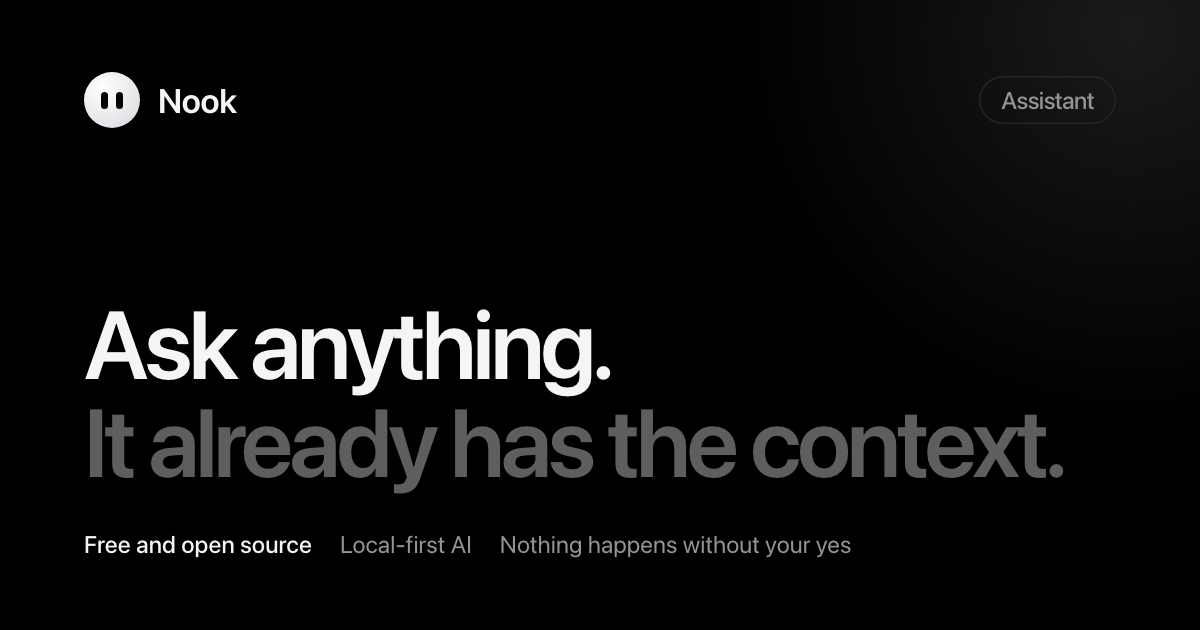 Nook
Assistant
Ask anything.
It already has the context.
Free and open source
Local-first AI
Nothing happens without your yes